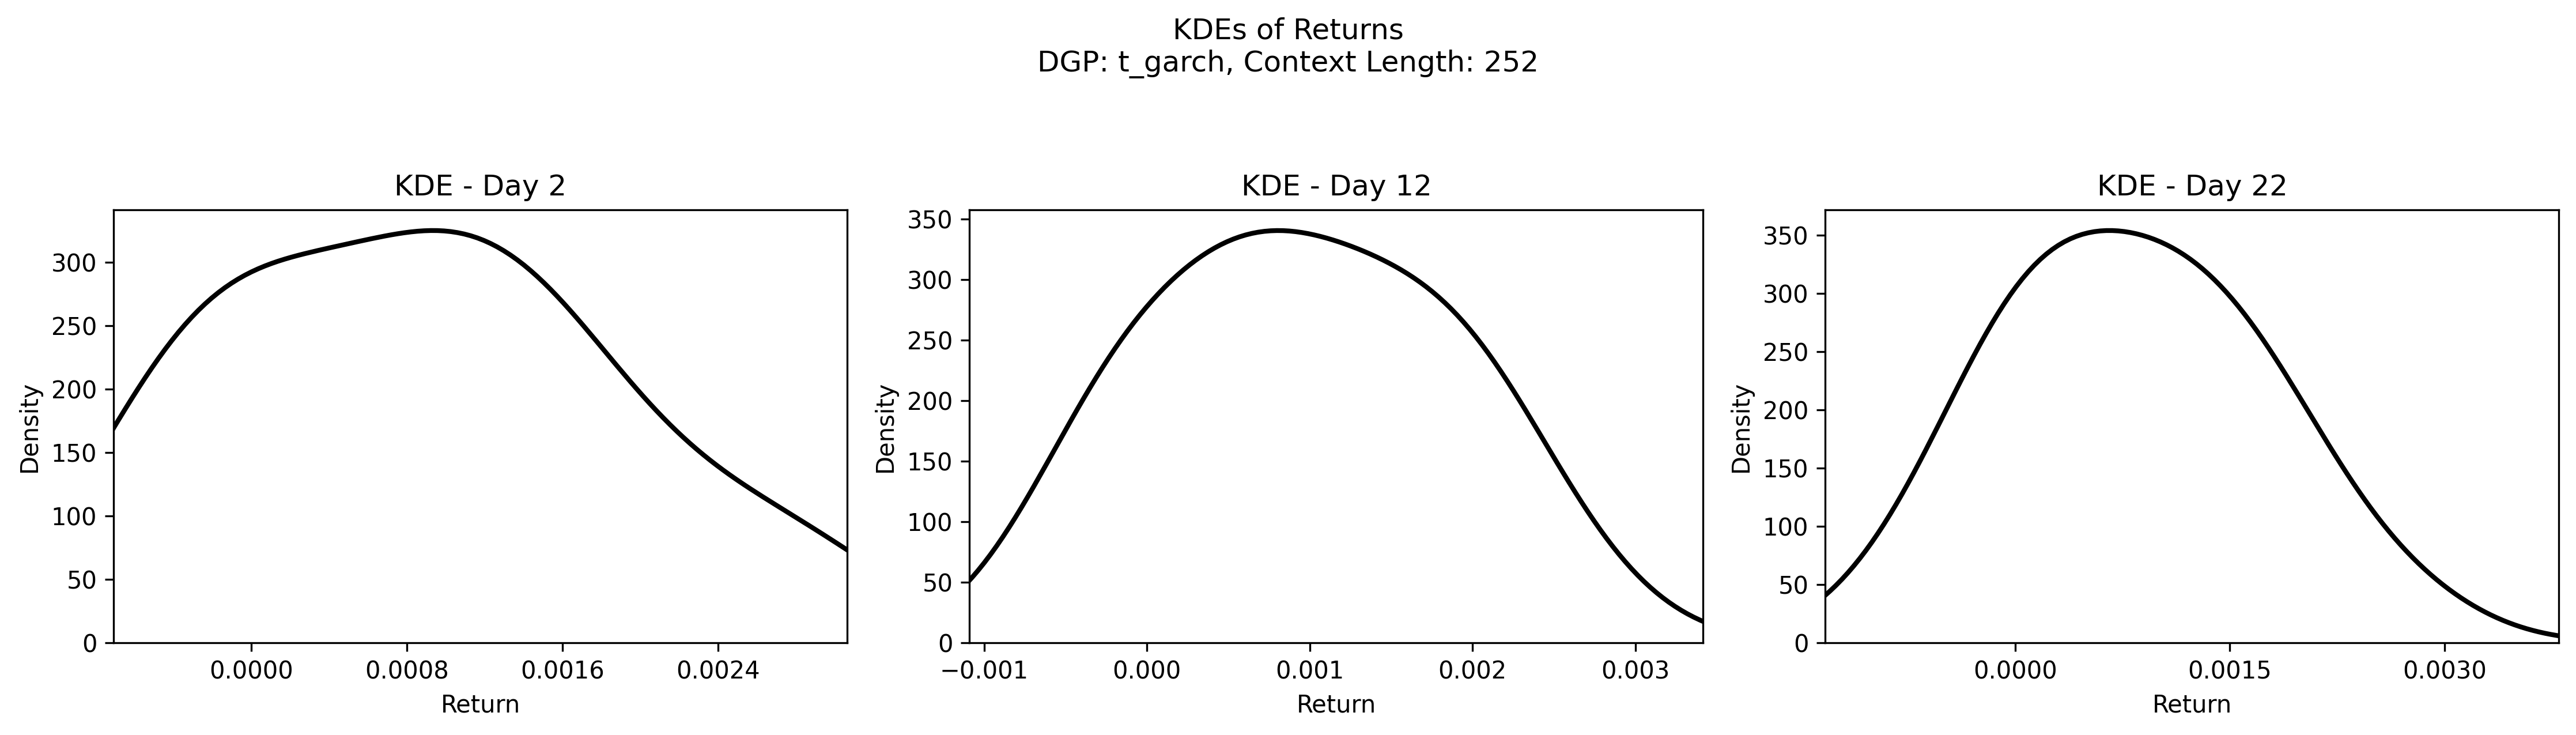 KDEs of Returns
DGP: t_garch, Context Length: 252
KDE - Day 2
Density
300
250
200
150
100
50
0
0.0000 0.0008 0.0016 0.0024
Return
KDE - Day 12
Density
350
300
250
200
150
100
50
0
−0.001 0.000 0.001 0.002 0.003
Return
KDE - Day 22
Density
350
300
250
200
150
100
50
0
0.0000 0.0015 0.0030
Return